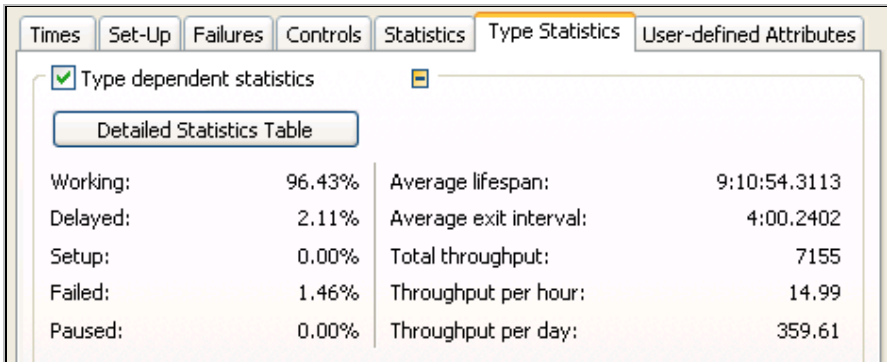 Times Set-Up Failures Controls Statistics Type Statistics User-defined Attributes
Type dependent statistics
Detailed Statistics Table
Working: 96.43% Average lifespan: 9:10:54.3113
Delayed: 2.11% Average exit interval: 4:00.2402
Setup: 0.00% Total throughput: 7155
Failed: 1.46% Throughput per hour: 14.99
Paused: 0.00% Throughput per day: 359.61